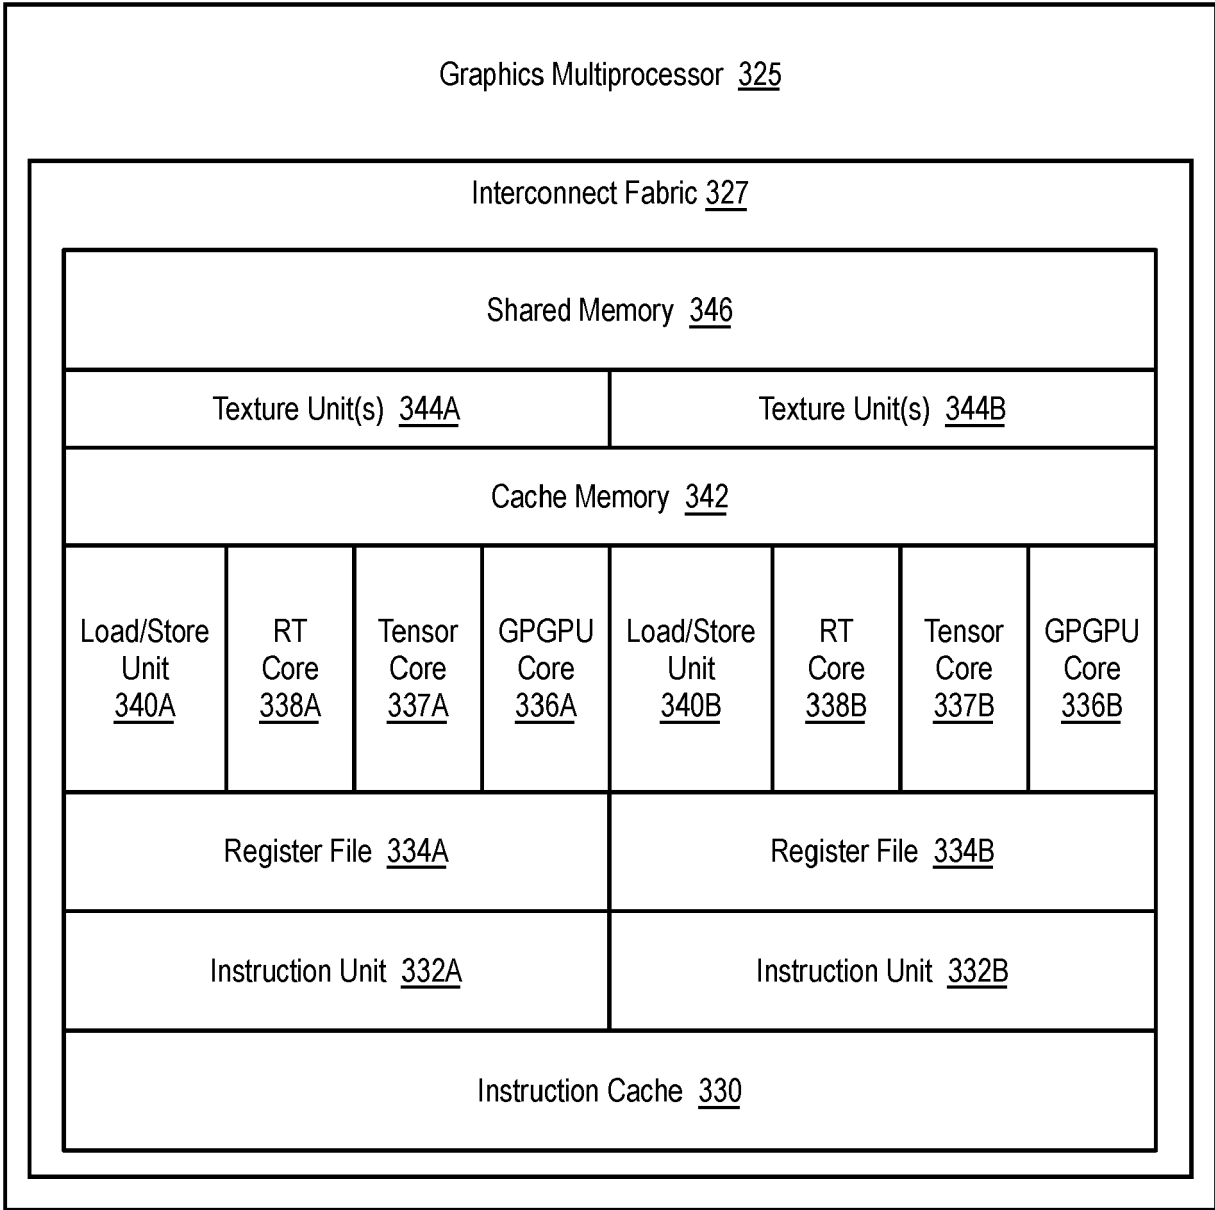 Graphics Multiprocessor 325
Interconnect Fabric 327
Shared Memory 346
Texture Unit(s) 344A
Texture Unit(s) 344B
Cache Memory 342
Load/Store
Unit
340A
RT
Core
338A
Tensor
Core
337A
GPGPU
Core
336A
Load/Store
Unit
340B
RT
Core
338B
Tensor
Core
337B
GPGPU
Core
336B
Register File 334A
Register File 334B
Instruction Unit 332A
Instruction Unit 332B
Instruction Cache 330